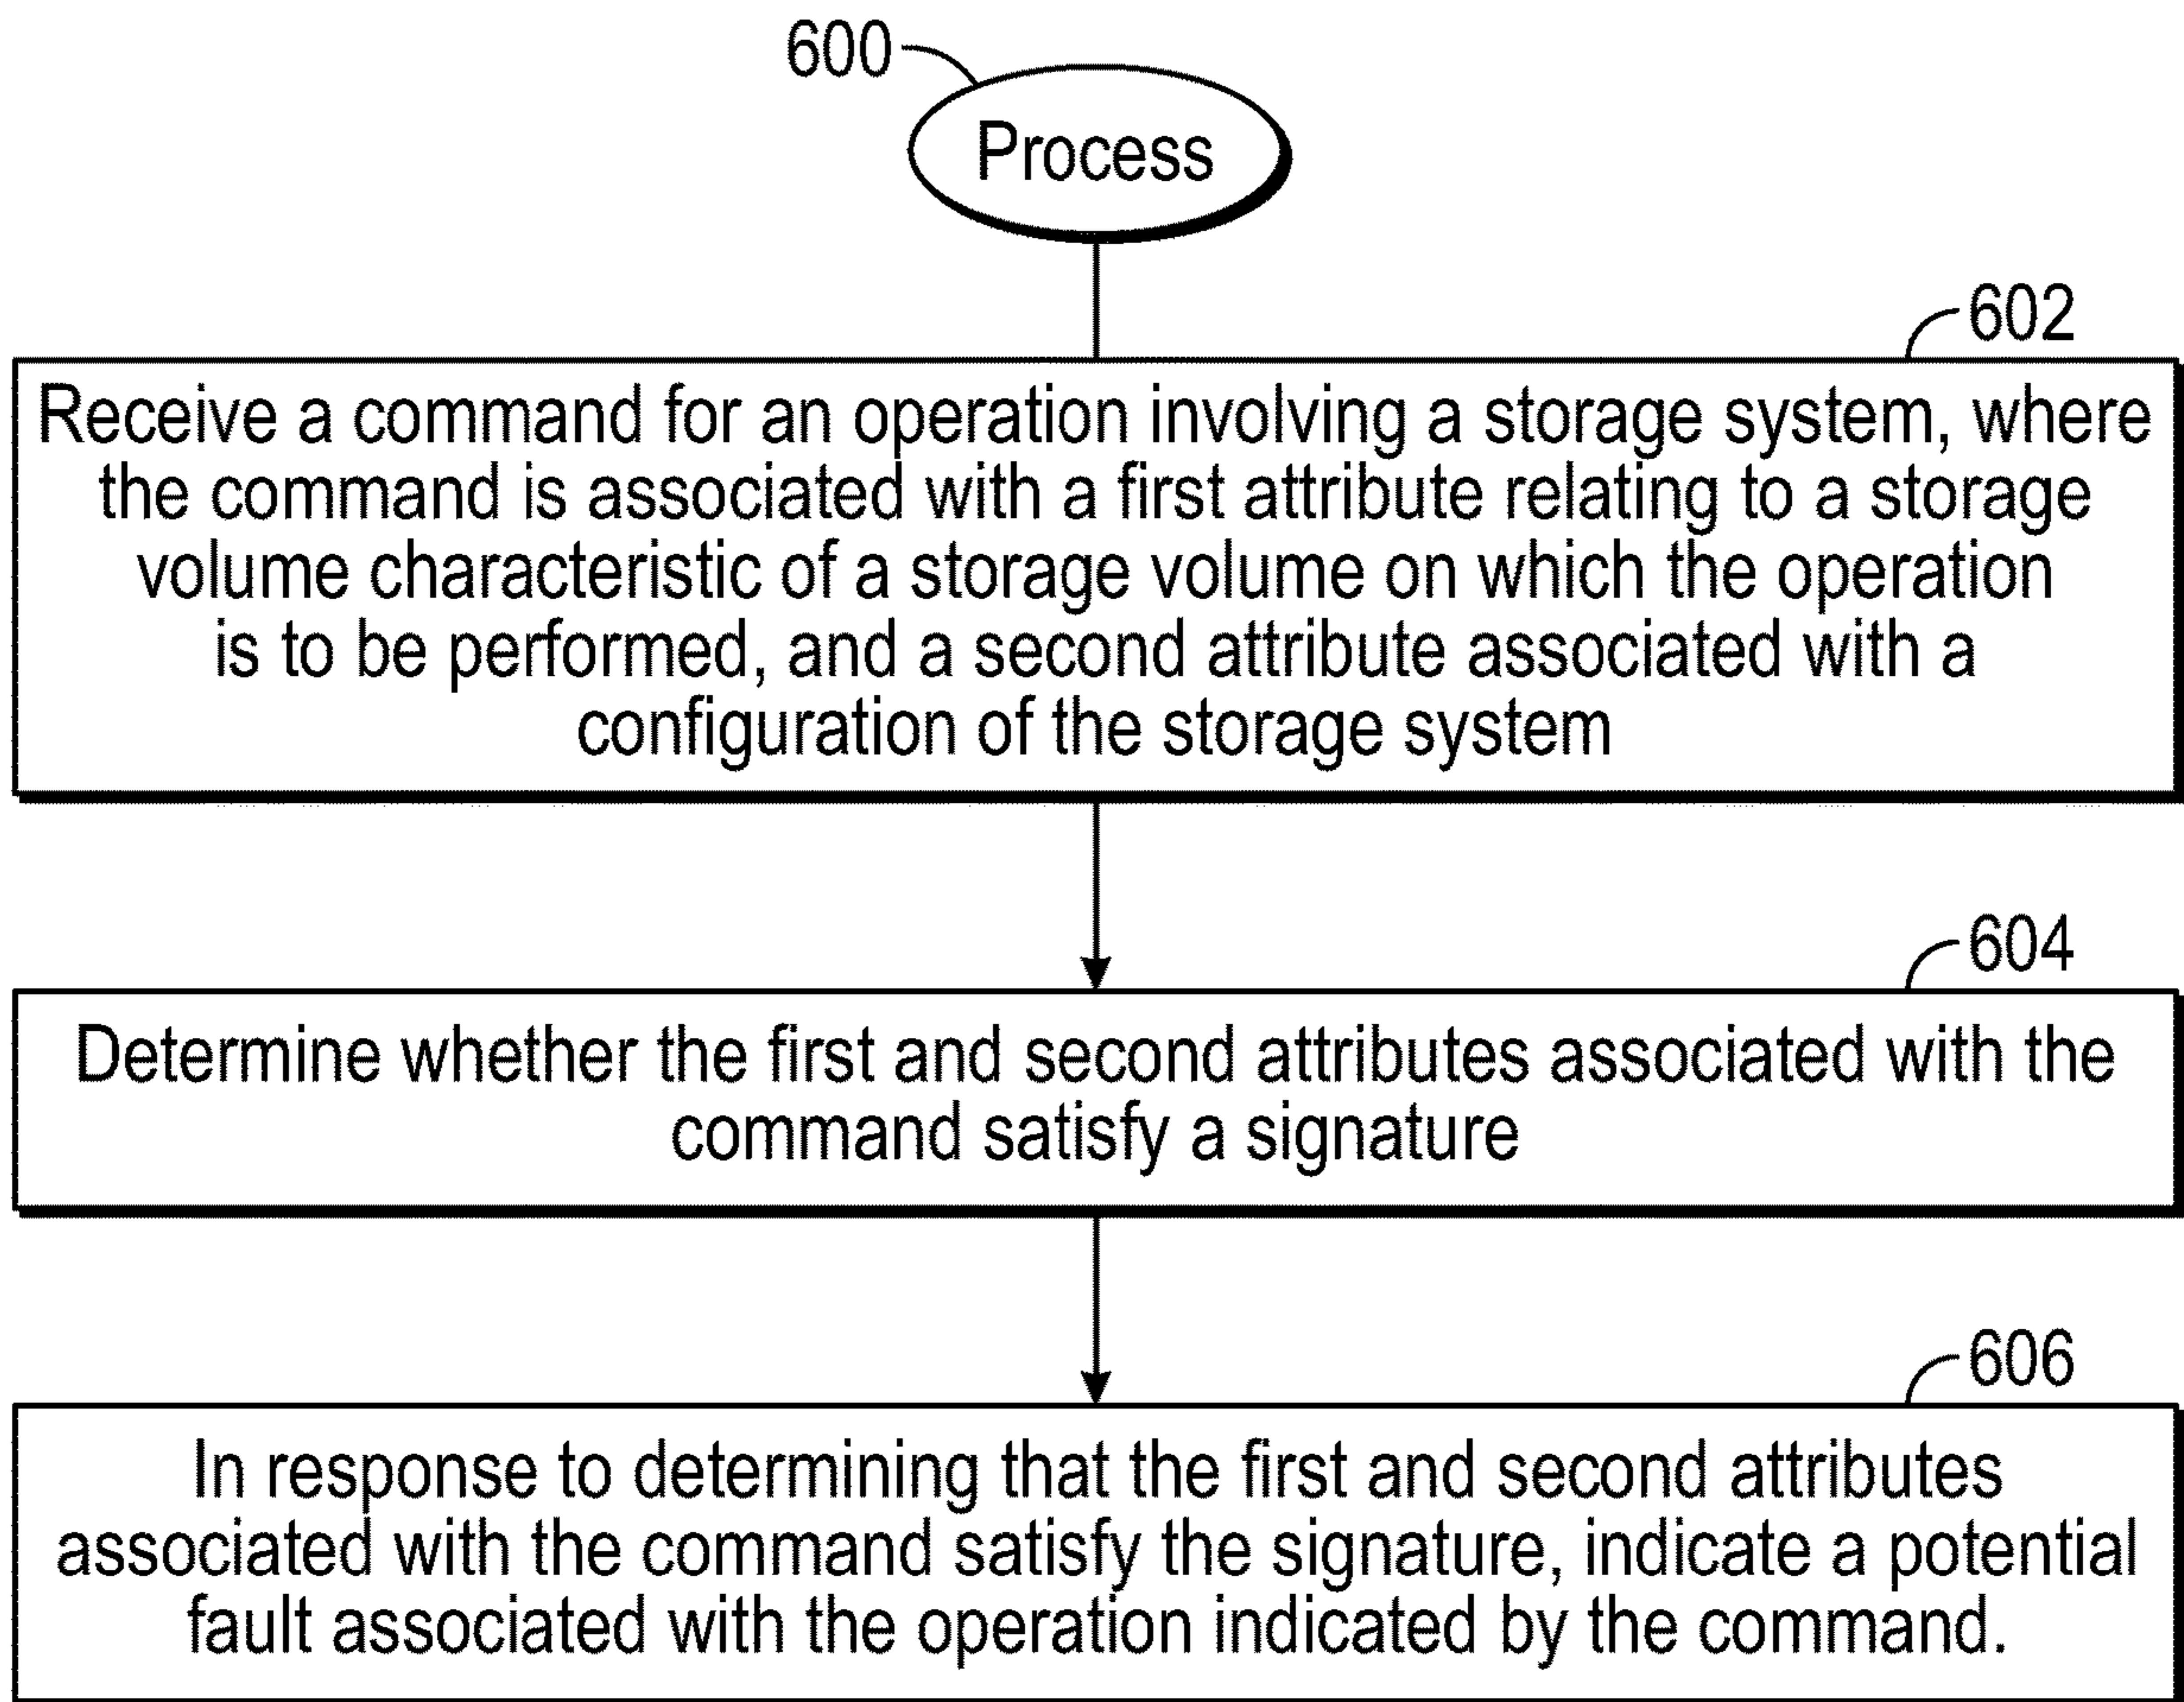 600
Process
602
Receive a command for an operation involving a storage system, where
the command is associated with a first attribute relating to a storage
volume characteristic of a storage volume on which the operation
is to be performed, and a second attribute associated with a
configuration of the storage system
604
Determine whether the first and second attributes associated with the
command satisfy a signature
606
In response to determining that the first and second attributes
associated with the command satisfy the signature, indicate a potential
fault associated with the operation indicated by the command.